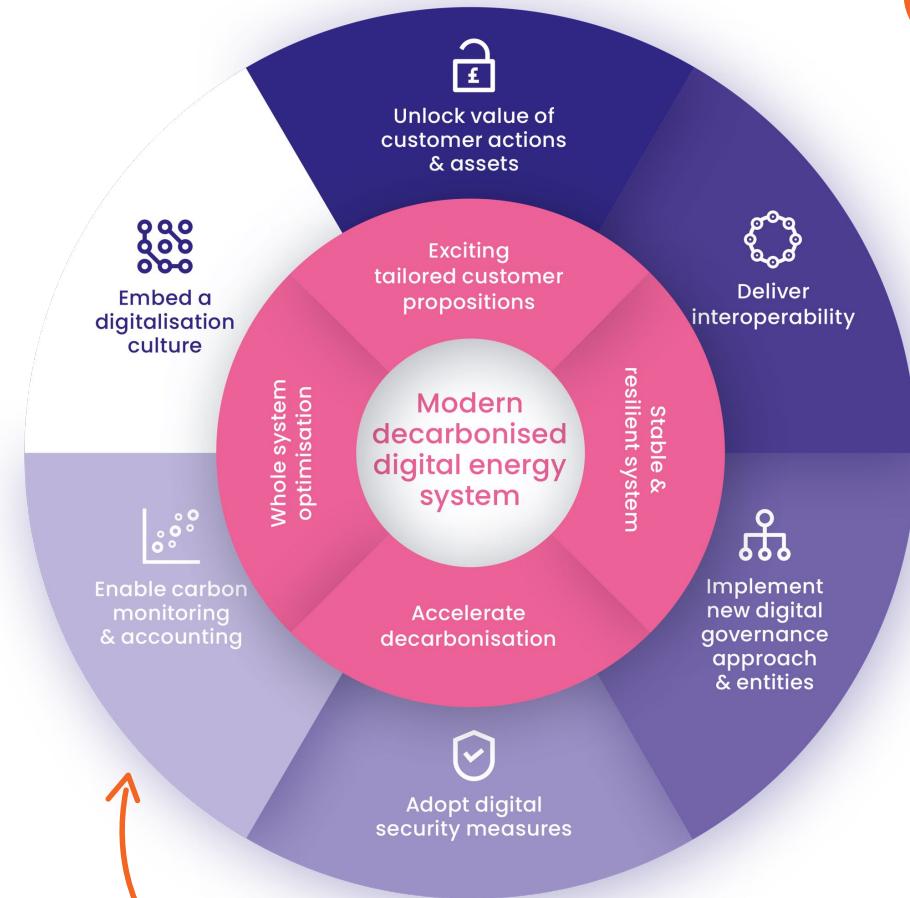 £
Unlock value of
customer actions
& assets
Deliver
interoperability
Implement
new digital
governance
approach
& entities
Adopt digital
security measures
Enable carbon
monitoring
& accounting
Embed a
digitalisation
culture
Exciting
tailored customer
propositions
Stable &
resilient system
Accelerate
decarbonisation
Whole system
optimisation
Modern
decarbonised
digital energy
system